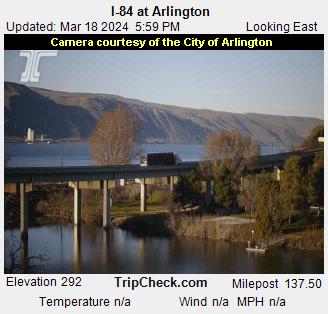 I-84 at Arlington
Updated: Mar 18 2024 5:59 PM Looking East
Camera courtesy of the City of Arlington
Elevation 292 TripCheck.com Milepost 137.50
Temperature n/a Wind n/a MPH n/a